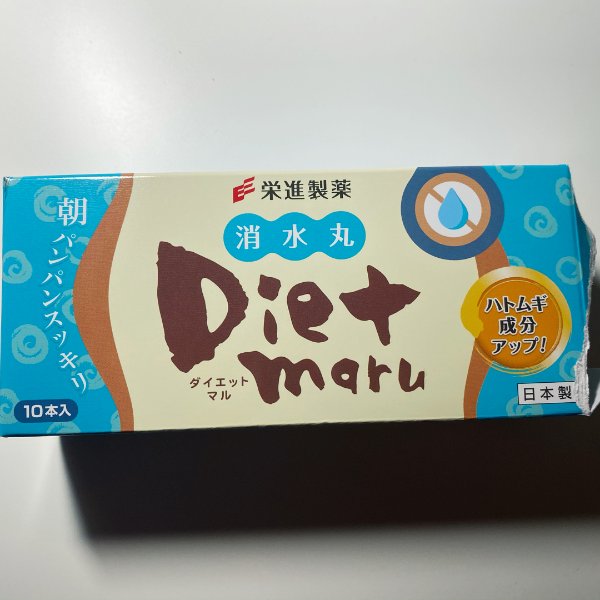 栄進製薬
消水丸
Diet
maru
ダイエット
マル
朝
パンパンスッキリ
10本入
ハトムギ
成分
アップ!
日本製